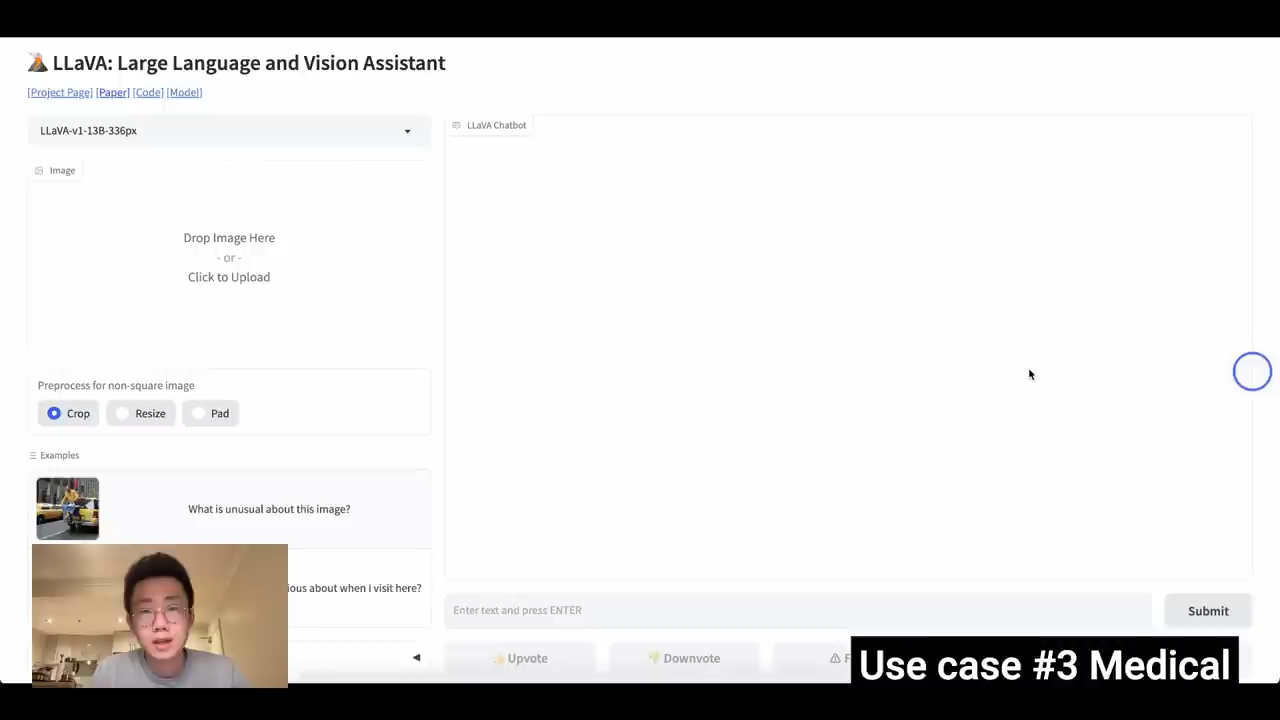 🌋 LLaVA: Large Language and Vision Assistant
[Project Page] [Paper] [Code] [Model]
LLaVA-v1-13B-336px
Image
Drop Image Here
- or -
Click to Upload
Preprocess for non-square image
Crop
Resize
Pad
Examples
What is unusual about this image?
about when I visit here?
LLaVA Chatbot
Enter text and press ENTER
Submit
👍 Upvote
👎 Downvote
Use case #3 Medical